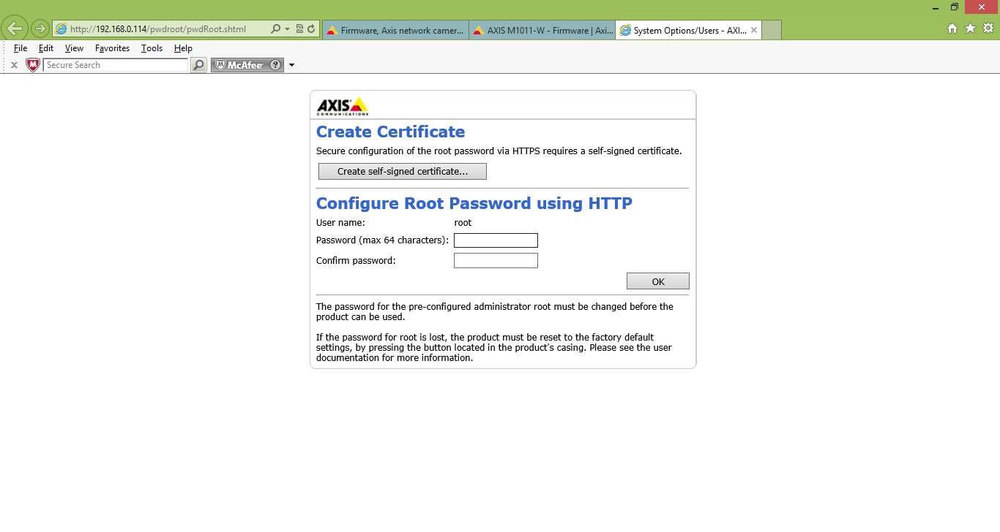 http://192.168.0.114/pwdroot/pwdRoot.shtml
Firmware, Axis network camer...
AXIS M1011-W - Firmware | Axi...
System Options/Users - AXI...
File Edit View Favorites Tools Help
Secure Search
McAfee
AXIS
COMMUNICATIONS
Create Certificate
Secure configuration of the root password via HTTPS requires a self-signed certificate.
Create self-signed certificate...
Configure Root Password using HTTP
User name: root
Password (max 64 characters):
Confirm password:
OK
The password for the pre-configured administrator root must be changed before the
product can be used.
If the password for root is lost, the product must be reset to the factory default
settings, by pressing the button located in the product's casing. Please see the user
documentation for more information.